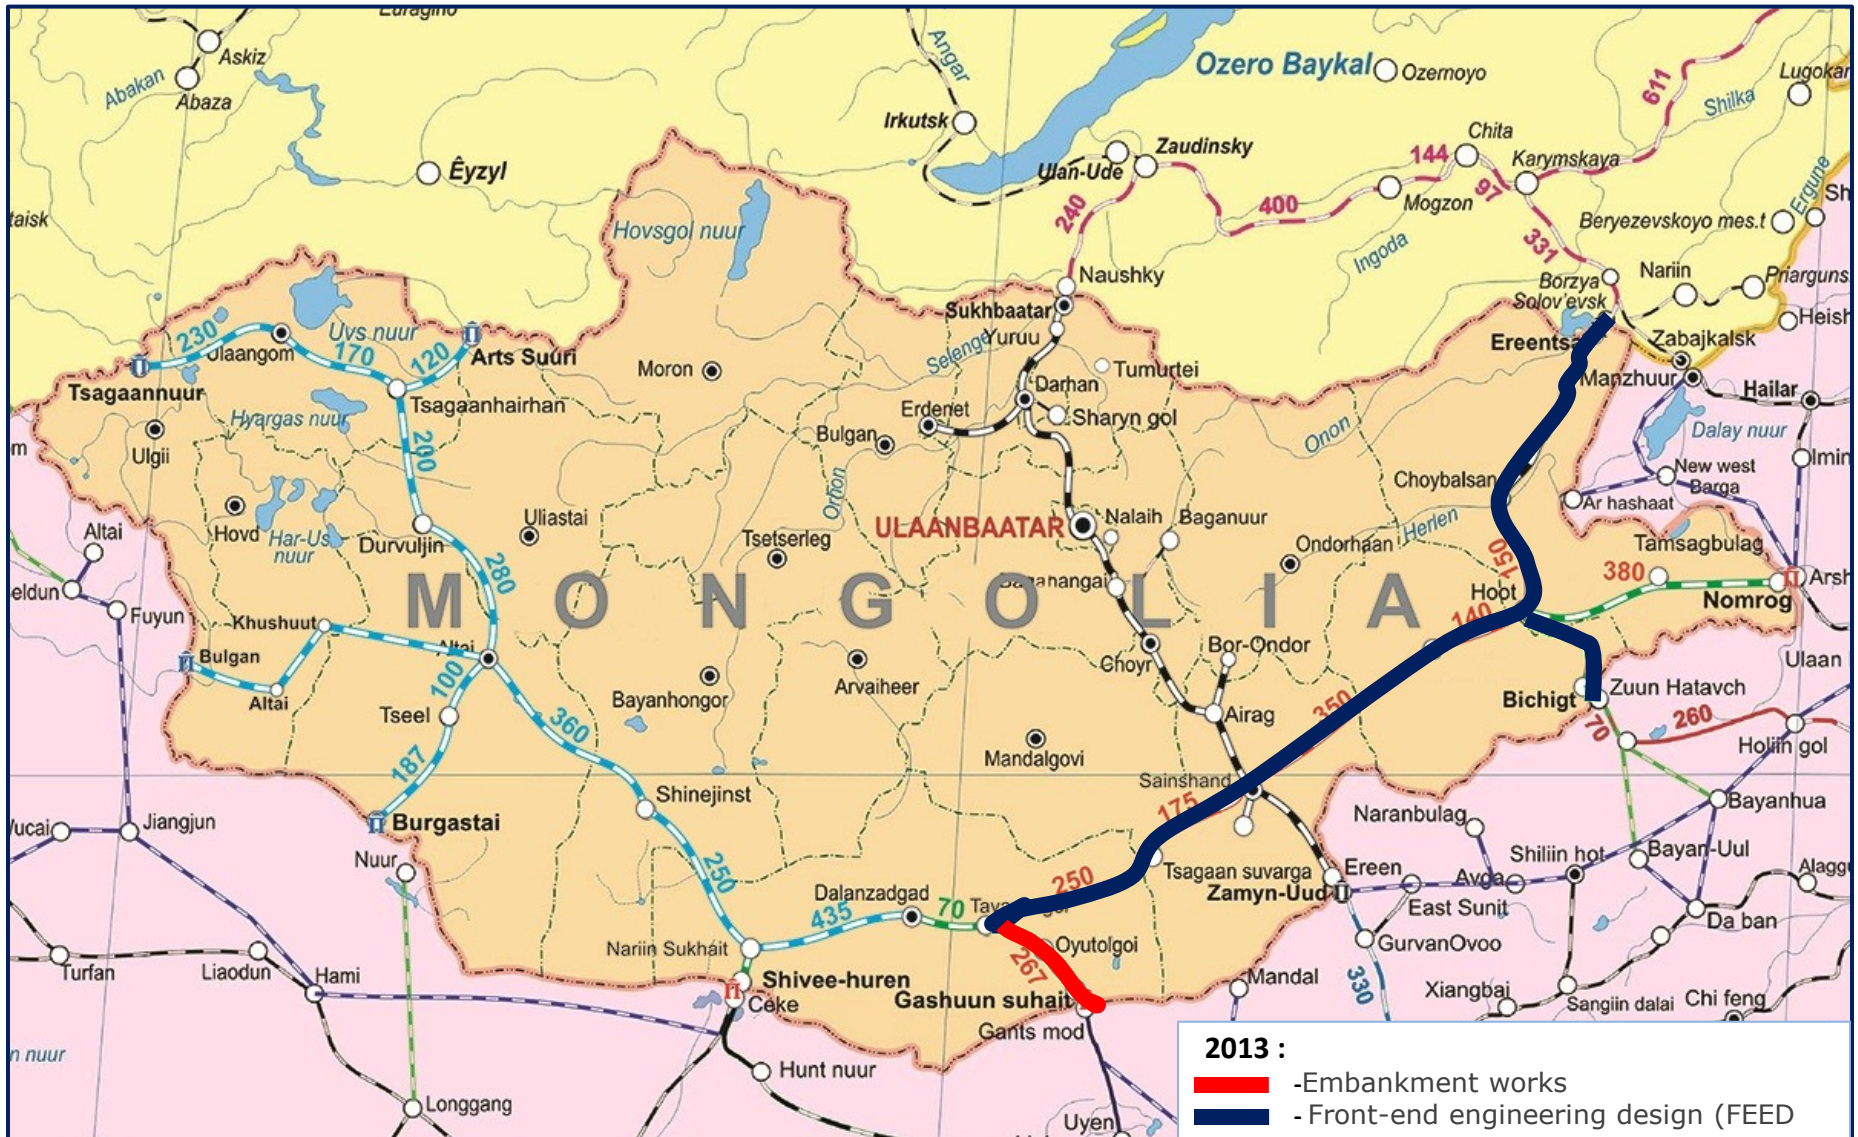 Askiz
Abakan
Abaza
taisk
Êyzyl
Angar
Irkutsk
Ozero Baykal
Ozernoyo
611
Lugokar
Shilka
Chita
144
Zaudinsky
Ulan-Ude
Karymskaya
97
400
Mogzon
240
Ergune
Sh
Beryezevskoyo mes.t
331
Ingoda
Hovsgol nuur
Naushky
Borzya
Nariin
Priarguns
Solov'evsk
Sukhbaatar
Yuruu
Heish
230
Uvs nuur
Ulaangom
170
120
Arts Suuri
Selenge
Zabajkalsk
Manzhuur
Hailar
Tsagaannuur
Moron
Tumurtei
Darhan
Tsagaanhairhan
Hyargas nuur
Erdenet
Sharyn gol
Bulgan
Onon
Dalay nuur
Ulgii
200
Imin
New west
Barga
Choybalsan
Ar hashaat
Orhon
Hovd
Har-Us
nuur
Uliastai
Durvuljin
Tsetserleg
ULAANBAATAR
Nalaih
Baganuur
Herlen
Ondorhaan
Altai
eldun
Fuyun
280
MONGOLIA
150
Hoot
140
Tamsagbulag
380
Nomrog
Arsh
Khushuut
Bulgan
Altai
Altai
100
Tseel
Bayanhongor
Arvaiheer
Choyr
Bor-Ondor
Airag
Ulaan
Bichigt
Zuun Hatavch
70
260
Holiin gol
360
187
350
Mandalgovi
Sainshand
175
Shinejinst
Burgastai
Jiangjun
Nuur
Naranbulag
Bayanhua
Shiliin hot
Bayan-Uul
250
Dalanzadgad
435
70
250
Tsagaan suvarga
Zamyn-Uud
Ereen
East Sunit
Da ban
Nariin Sukhait
Oyutolgoi
267
GurvanOvoo
330
Turfan
Liaodun
Hami
Shivee-huren
Ceke
Gashuun suhait
Gants mod
Mandal
Xiangbai
Sangiin dalai
Chi feng
n nuur
Hunt nuur
Longgang
Uyen
2013 :
-Embankment works
- Front-end engineering design (FEED